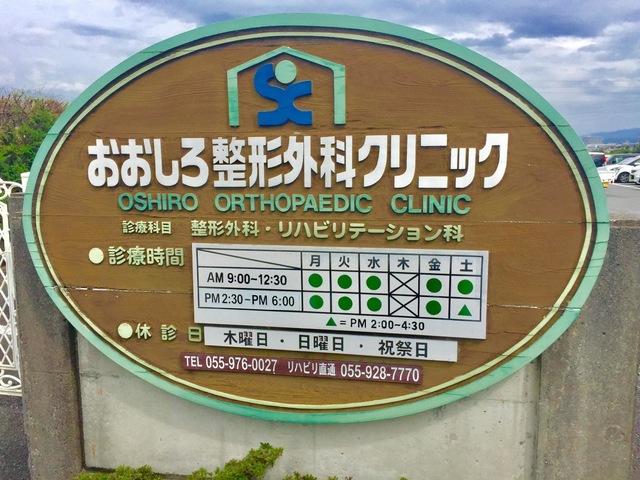 おおしろ整形外科クリニック
OSHIRO ORTHOPAEDIC CLINIC
診療科目 整形外科・リハビリテーション科
●診療時間
月 火 水 木 金 土
AM 9:00~12:30 ● ● ● ╳ ● ●
PM 2:30~PM 6:00 ● ● ● ╳ ● ▲
▲=PM 2:00-4:30
●休診日 木曜日・日曜日・祝祭日
TEL 055-976-0027 リハビリ直通 055-928-7770